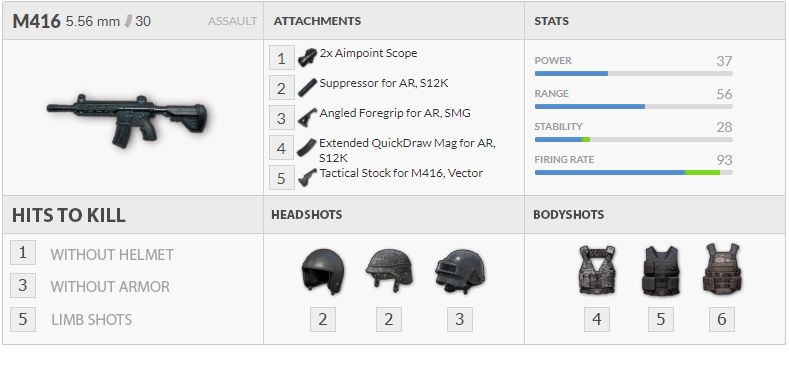 M416 5.56 mm 30 ASSAULT
ATTACHMENTS
1 2x Aimpoint Scope
2 Suppressor for AR, S12K
3 Angled Foregrip for AR, SMG
4 Extended QuickDraw Mag for AR,
S12K
5 Tactical Stock for M416, Vector
STATS
POWER 37
RANGE 56
STABILITY 28
FIRING RATE 93
HITS TO KILL
1 WITHOUT HELMET
3 WITHOUT ARMOR
5 LIMB SHOTS
HEADSHOTS
2 2 3
BODYSHOTS
4 5 6